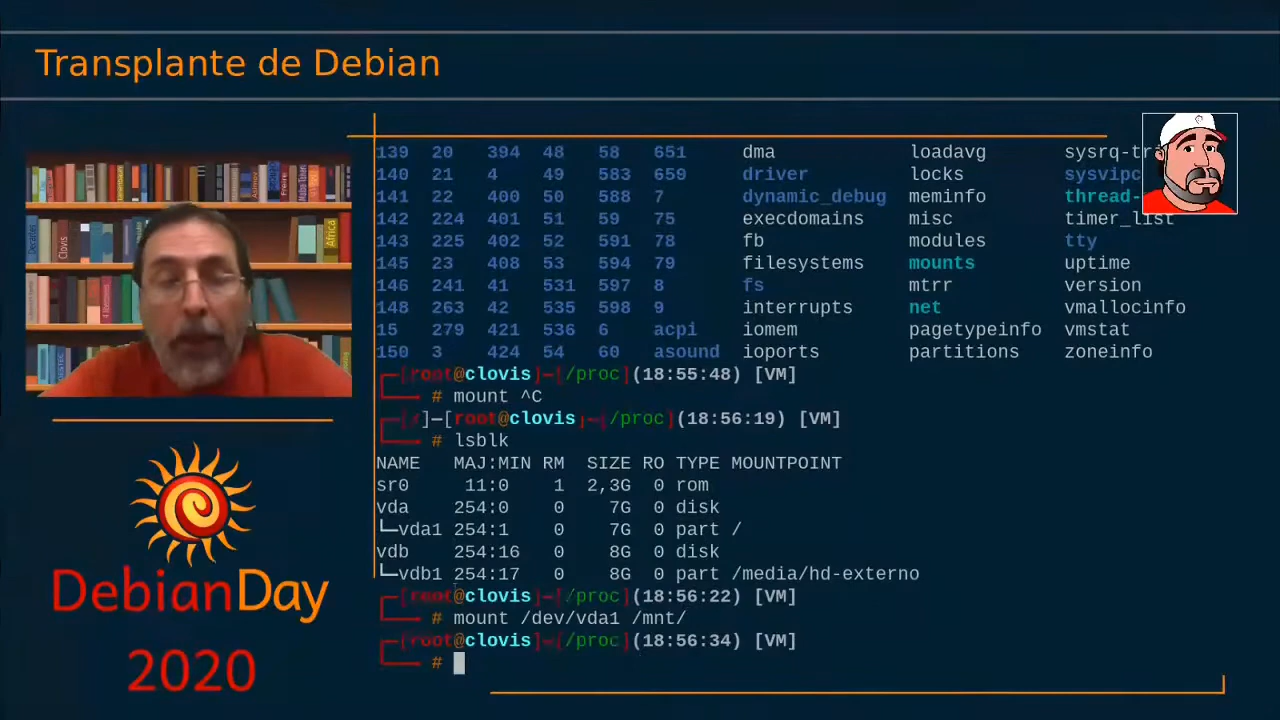 Transplante de Debian
139 20 394 48 58 651 dma loadavg sysrq-tr
140 21 4 49 583 659 driver locks sysvipc
141 22 400 50 588 7 dynamic_debug meminfo thread-
142 224 401 51 59 75 execdomains misc timer_list
143 225 402 52 591 78 fb modules tty
145 23 408 53 594 79 filesystems mounts uptime
146 241 41 531 597 8 fs mtrr version
148 263 42 535 598 9 interrupts net vmallocinfo
15 279 421 536 6 acpi iomem pagetypeinfo vmstat
150 3 424 54 60 asound ioports partitions zoneinfo
┌─[root@clovis]─[/proc](18:55:48) [VM]
└─── # mount ^C
┌─[✗]─[root@clovis]─[/proc](18:56:19) [VM]
└─── # lsblk
NAME MAJ:MIN RM SIZE RO TYPE MOUNTPOINT
sr0 11:0 1 2,3G 0 rom
vda 254:0 0 7G 0 disk
└─vda1 254:1 0 7G 0 part /
vdb 254:16 0 8G 0 disk
└─vdb1 254:17 0 8G 0 part /media/hd-externo
┌─[root@clovis]─[/proc](18:56:22) [VM]
└─── # mount /dev/vda1 /mnt/
┌─[root@clovis]─[/proc](18:56:34) [VM]
└─── #
Clovis
África
DebianDay
2020